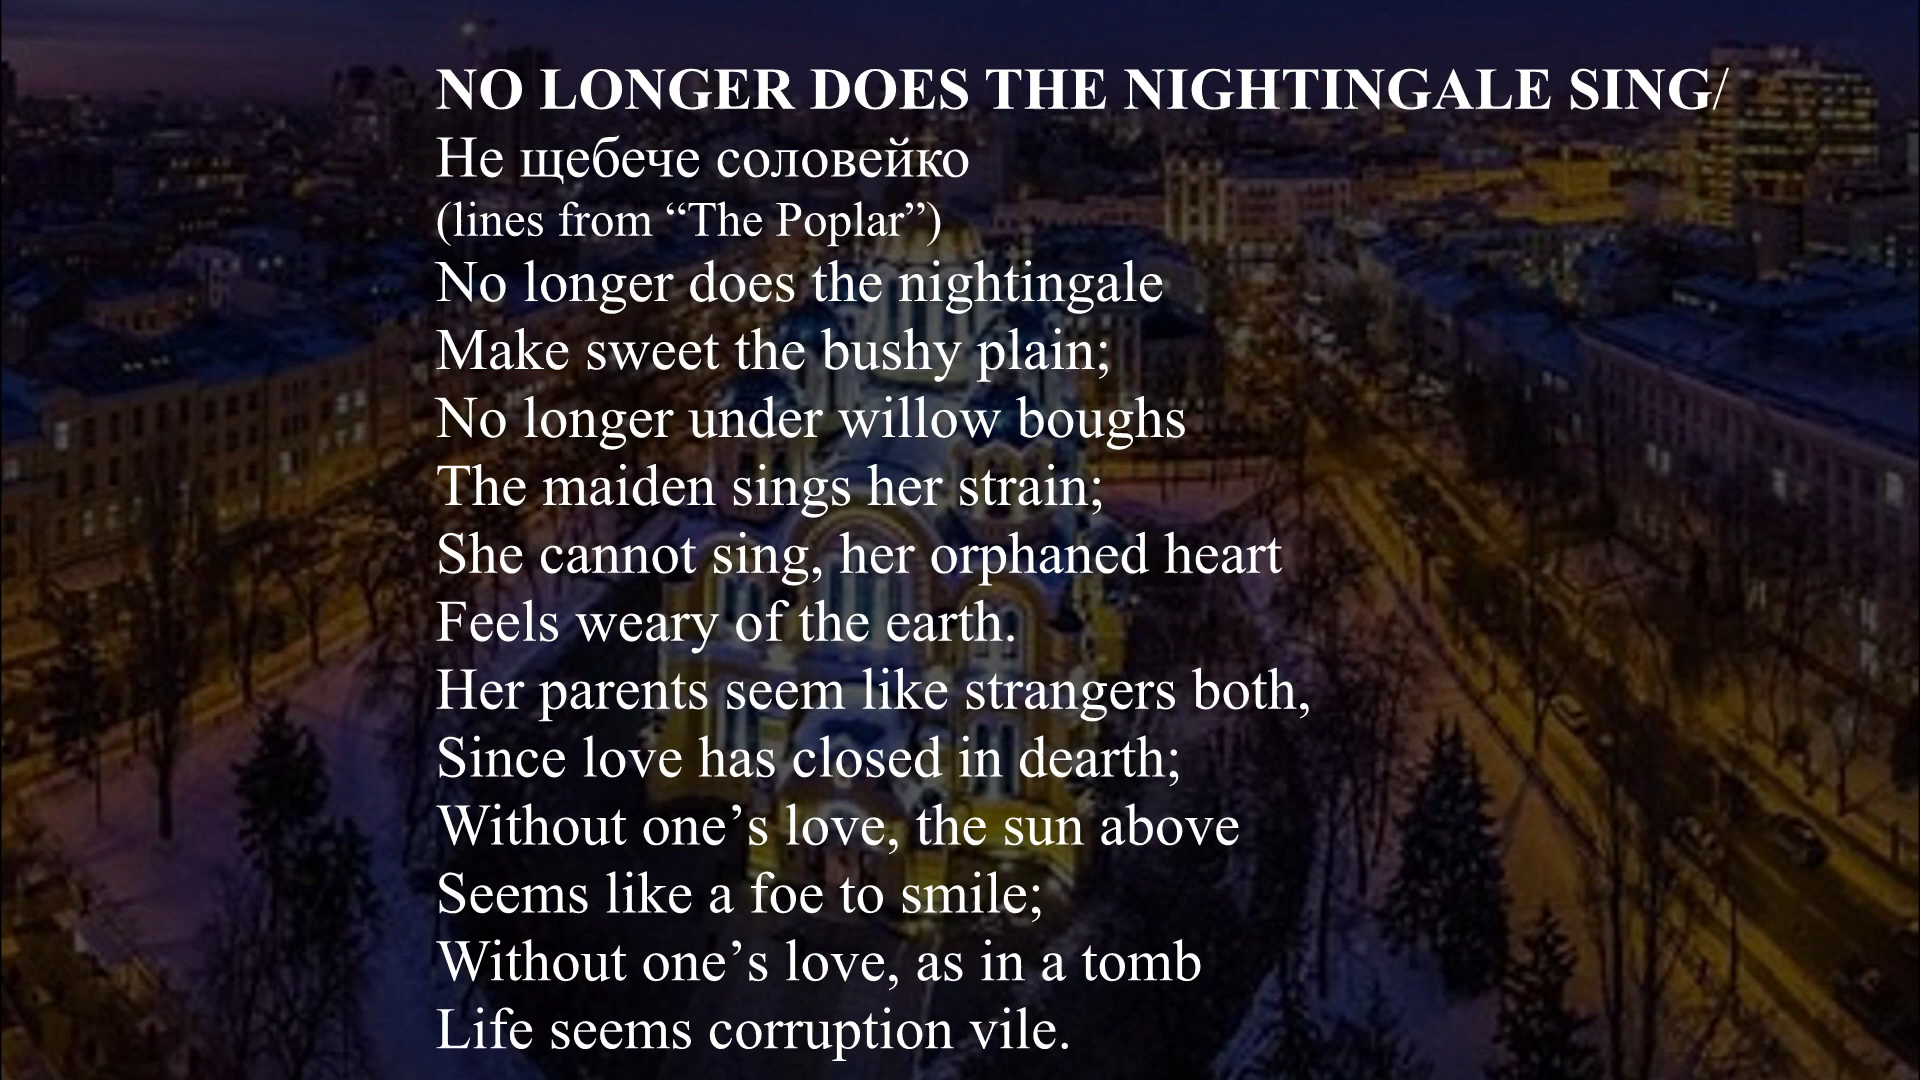 NO LONGER DOES THE NIGHTINGALE SING/
Не щебече соловейко
(lines from “The Poplar”)
No longer does the nightingale
Make sweet the bushy plain;
No longer under willow boughs
The maiden sings her strain;
She cannot sing, her orphaned heart
Feels weary of the earth.
Her parents seem like strangers both,
Since love has closed in dearth;
Without one’s love, the sun above
Seems like a foe to smile;
Without one’s love, as in a tomb
Life seems corruption vile.